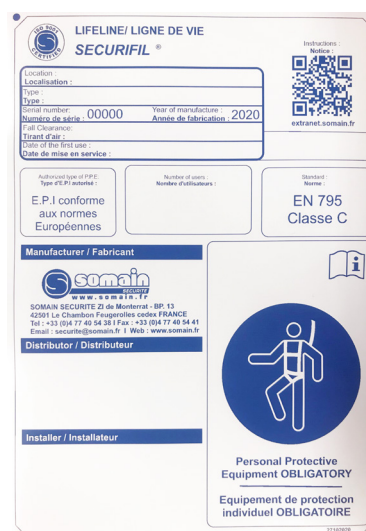 ISO 9001
CERTIFIED
LIFELINE/ LIGNE DE VIE
SECURIFIL ®
Instructions :
Notice :
extranet.somain.fr
Location :
Localisation :
Type :
Type :
Serial number:
Numéro de série : 00000
Year of manufacture :
Année de fabrication : 2020
Fall Clearance:
Tirant d'air :
Date of the first use :
Date de mise en service :
Authorized type of P.P.E. :
Type d'E.P.I autorisé :
E.P.I conforme
aux normes
Européennes
Number of users :
Nombre d'utilisateurs :
Standard :
Norme :
EN 795
Classe C
Manufacturer / Fabricant
somain
SECURITE
www.somain.fr
SOMAIN SECURITE ZI de Monterrat - BP. 13
42501 Le Chambon Feugerolles cedex FRANCE
Tel : +33 (0)4 77 40 54 38 I Fax : +33 (0)4 77 40 54 41
Email : securite@somain.fr I Web : www.somain.fr
Distributor / Distributeur
Installer / Installateur
i
Personal Protective
Equipment OBLIGATORY
Equipement de protection
individuel OBLIGATOIRE